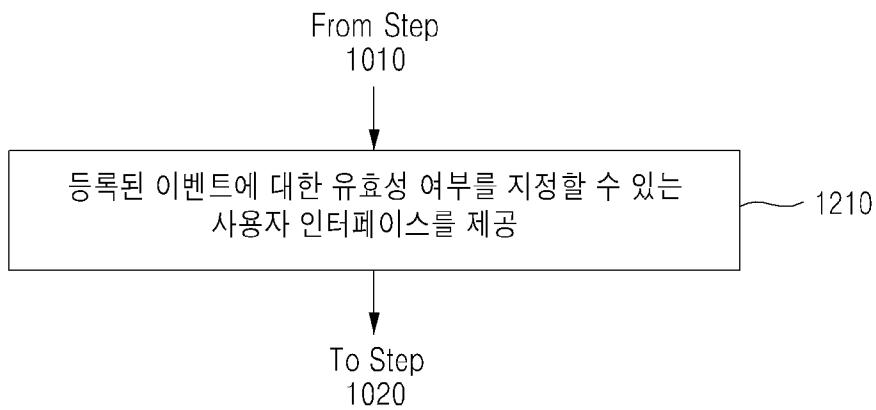 From Step
1010
등록된 이벤트에 대한 유효성 여부를 지정할 수 있는
사용자 인터페이스를 제공
1210
To Step
1020